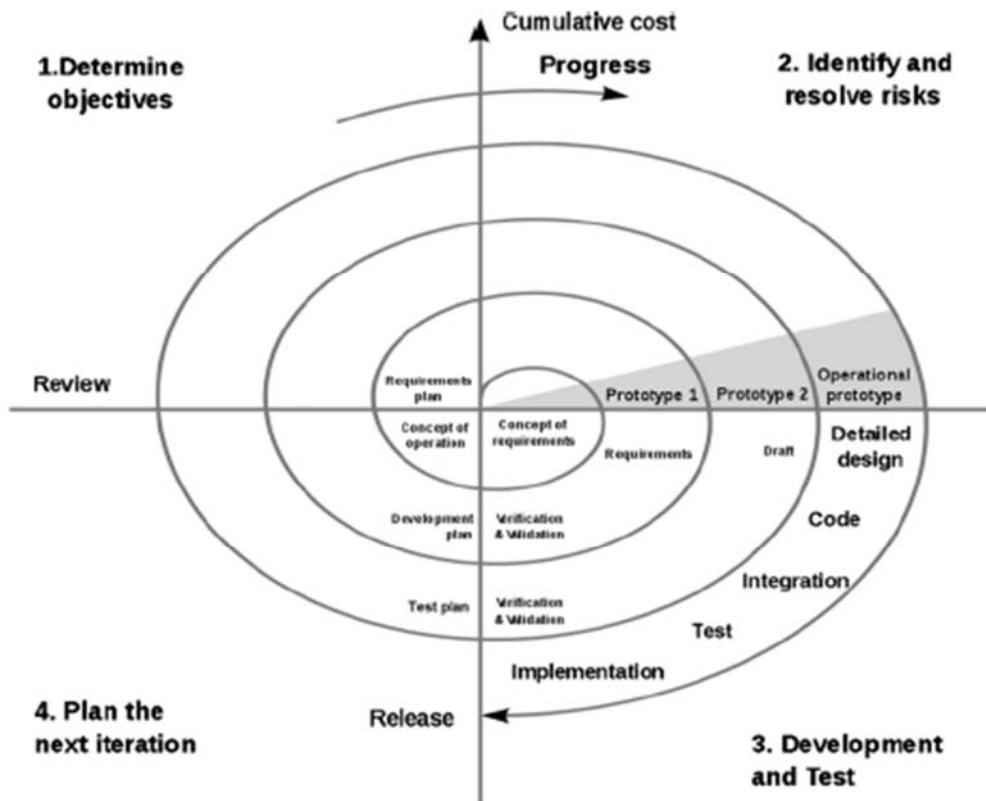 Cumulative cost
1.Determine
objectives
Progress
2. Identify and
resolve risks
Review
Requirements
plan
Prototype 1
Prototype 2
Operational
prototype
Concept of
operation
Concept of
requirements
Requirements
Draft
Detailed
design
Development
plan
Verification
& Validation
Code
Integration
Test plan
Verification
& Validation
Test
Implementation
Release
4. Plan the
next iteration
3. Development
and Test